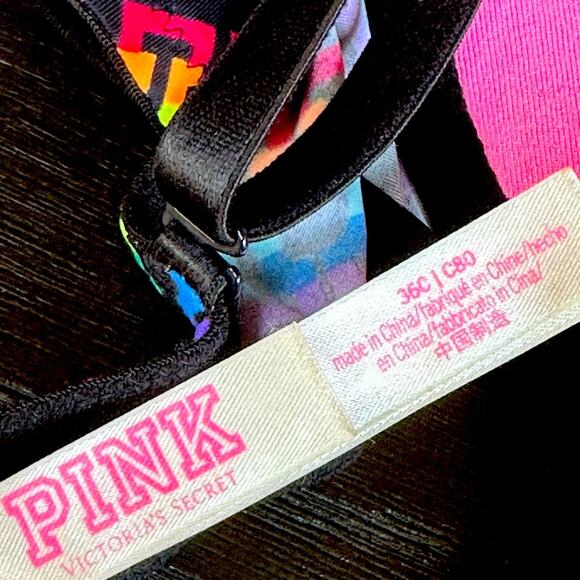 36C | C80
made in China/fabriqué en Chine/hecho
en China/fabbricato in Cina/
中国制造
PINK
VICTORIA'S SECRET